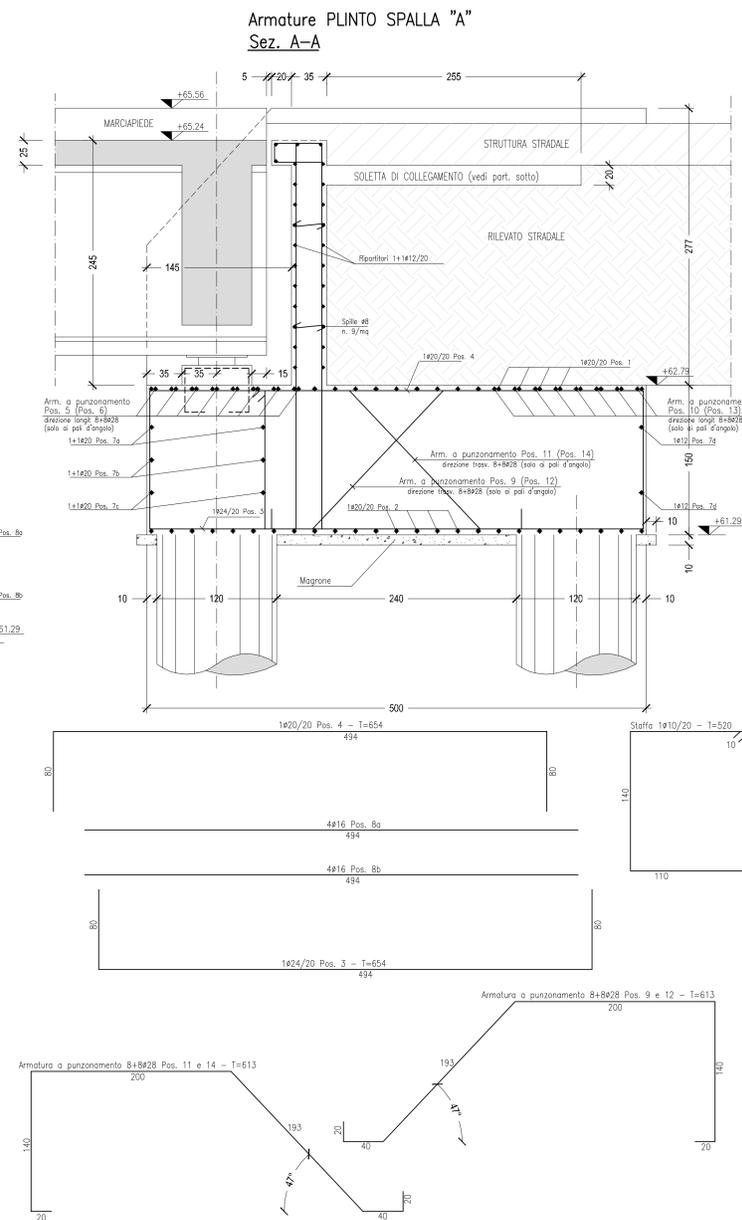 Armature PLINTO SPALLA "A"
Sez. A-A
5 20 35 255
+65.56
MARCIAPIEDE
+65.24
STRUTTURA STRADALE
25
SOLETTA DI COLLEGAMENTO (vedi part. sotto)
20
RILEVATO STRADALE
277
245
145
Ripartitori 1+1ø12/20
Spille ø8
n. 9/mq
1ø20/20 Pos. 4
1ø20/20 Pos. 1
35 35 15
+62.79
Arm. a punzonamento
Pos. 5 (Pos. 6)
direzione longit 8+8ø28
(solo ai pali d'angolo)
Arm. a punzoname
Pos. 10 (Pos. 13)
direzione longit 8+8ø28
(solo ai pali d'angolo)
1+1ø20 Pos. 7a
1ø12 Pos. 7d
Arm. a punzonamento Pos. 11 (Pos. 14)
direzione trasv. 8+8ø28 (solo ai pali d'angolo)
150
1+1ø20 Pos. 7b
Arm. a punzonamento Pos. 9 (Pos. 12)
direzione trasv. 8+8ø28 (solo ai pali d'angolo)
1+1ø20 Pos. 7c
1ø12 Pos. 7d
1ø24/20 Pos. 3
1ø20/20 Pos. 2
10
+61.29
Pos. 8a
10
Magrone
Pos. 8b
10 120 240 120 10
61.29
500
1ø20/20 Pos. 4 - T=654
494
80
80
Staffa 1ø10/20 - T=520
10
140
110
4ø16 Pos. 8a
494
4ø16 Pos. 8b
494
80
80
1ø24/20 Pos. 3 - T=654
494
Armatura a punzonamento 8+8ø28 Pos. 9 e 12 - T=613
200
193
140
47°
20
40
20
Armatura a punzonamento 8+8ø28 Pos. 11 e 14 - T=613
200
193
140
47°
20
20
40